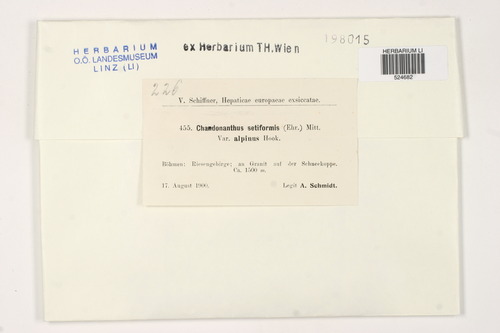 HERBARIUM
O.Ö. LANDESMUSEUM
LINZ (LI)
ex Herbarium TH.Wien
198015
HERBARIUM LI
524682
226
V. Schiffner, Hepaticae europaeae exsiccatae.
455. Chandonanthus setiformis (Ehr.) Mitt.
Var. alpinus Hook.
Böhmen: Riesengebirge; an Granit auf der Schneekoppe.
Ca. 1500 m.
17. August 1900.
Legit A. Schmidt.